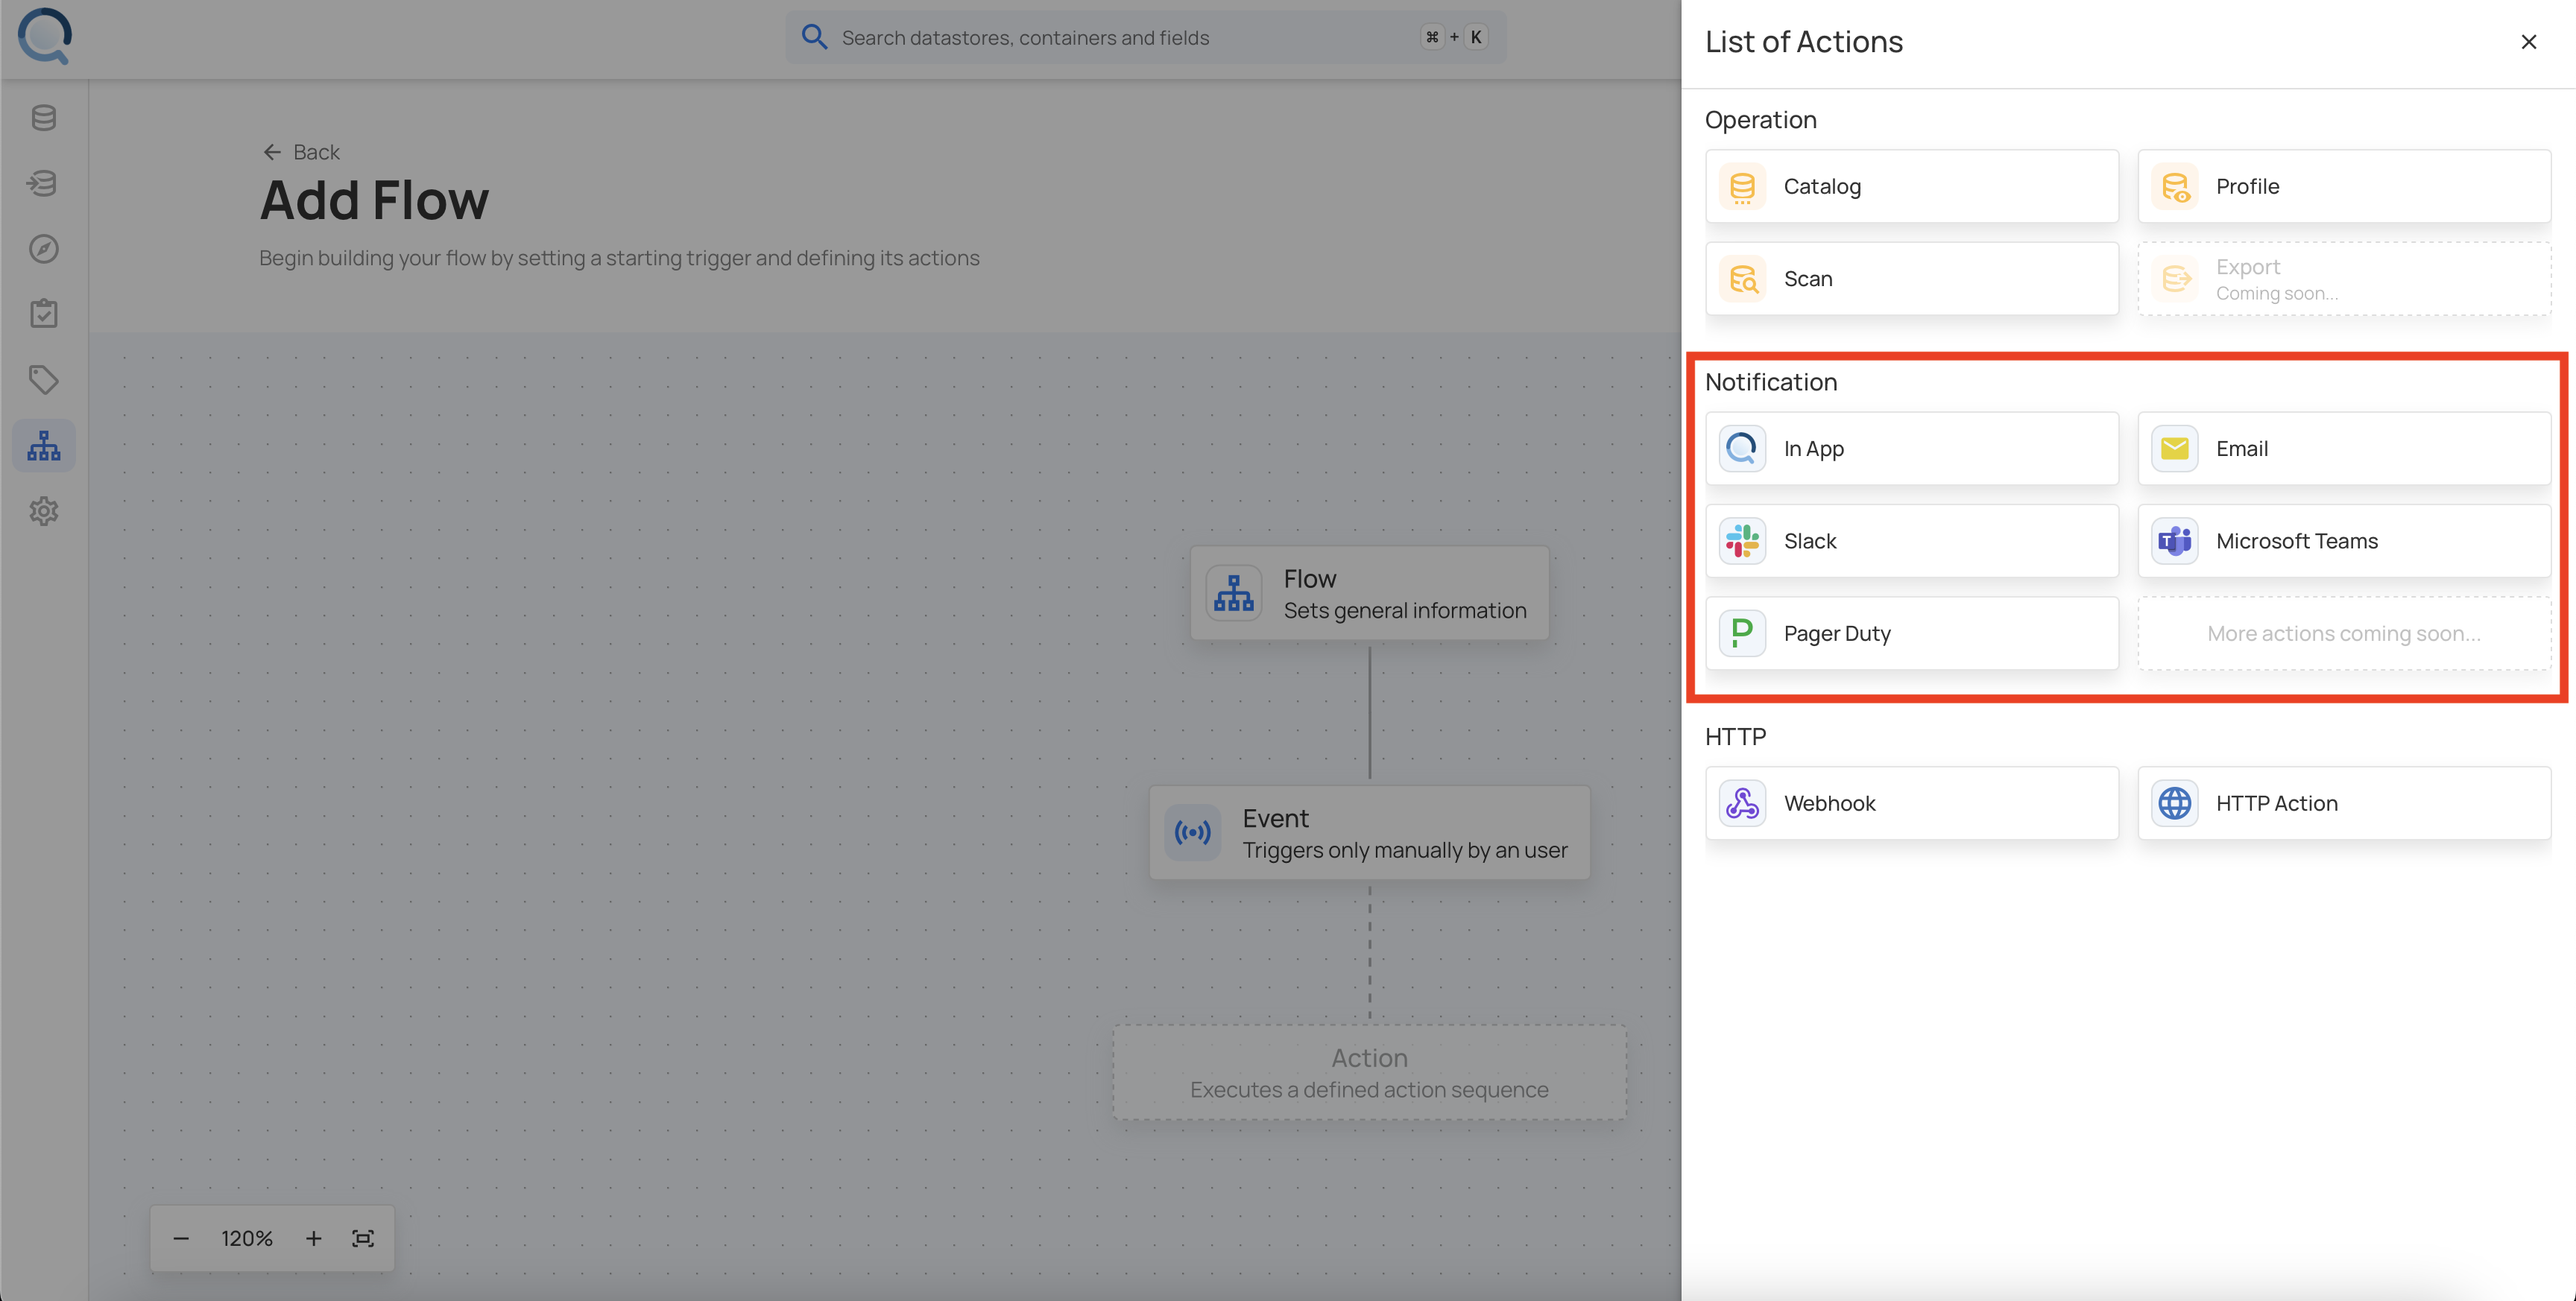 Search datastores, containers and fields
⌘ + K
Back
Add Flow
Begin building your flow by setting a starting trigger and defining its actions
Flow
Sets general information
Event
Triggers only manually by an user
Action
Executes a defined action sequence
120%
List of Actions
Operation
Catalog
Profile
Scan
Export
Coming soon...
Notification
In App
Email
Slack
Microsoft Teams
Pager Duty
More actions coming soon...
HTTP
Webhook
HTTP Action